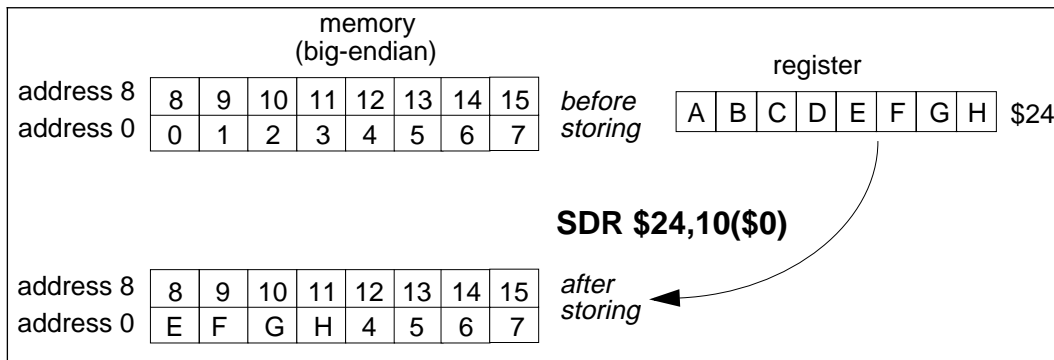 memory
(big-endian)
register
address 8 8 9 10 11 12 13 14 15 before
address 0 0 1 2 3 4 5 6 7 storing
A B C D E F G H $24
SDR $24,10($0)
address 8 8 9 10 11 12 13 14 15 after
address 0 E F G H 4 5 6 7 storing